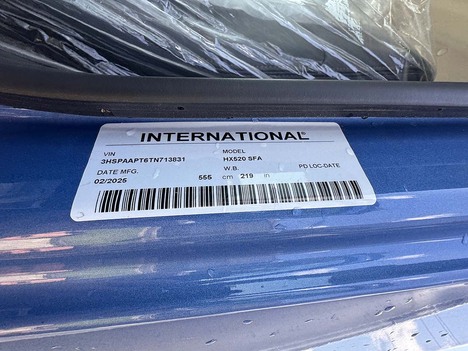 INTERNATIONAL
VIN MODEL
3HSPAAPT6TN713831 HX520 SFA
DATE MFG. W.B. PD LOC-DATE
02/2025 555 cm 219 in